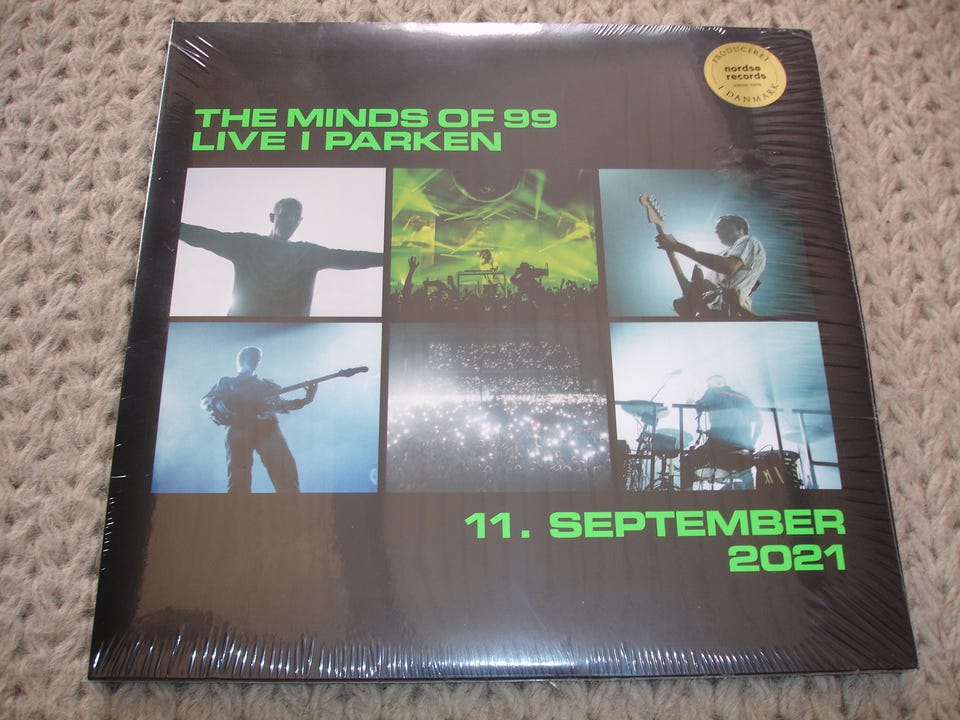 PRODUCERET
nordsø
records
I DANMARK
THE MINDS OF 99
LIVE I PARKEN
11. SEPTEMBER
2021